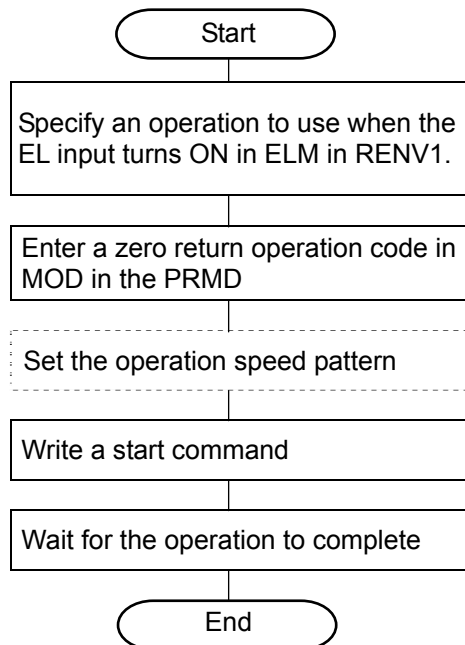 Start
Specify an operation to use when the
EL input turns ON in ELM in RENV1.
Enter a zero return operation code in
MOD in the PRMD
Set the operation speed pattern
Write a start command
Wait for the operation to complete
End